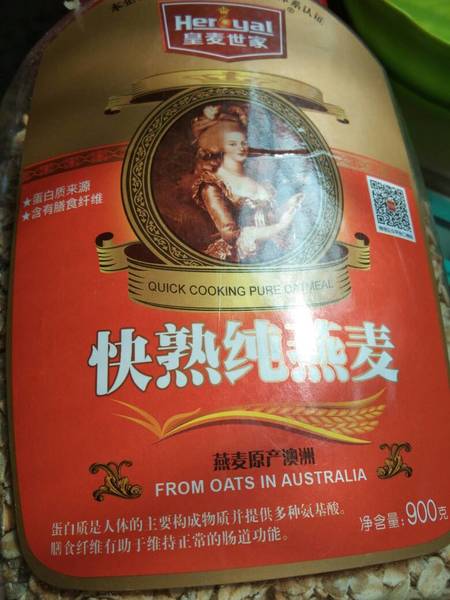 Heroyal®
皇麦世家
★蛋白质来源
★含有膳食纤维
QUICK COOKING PURE OATMEAL
快熟纯燕麦
燕麦原产澳洲
FROM OATS IN AUSTRALIA
蛋白质是人体的主要构成物质并提供多种氨基酸。
膳食纤维有助于维持正常的肠道功能。
净含量:900克